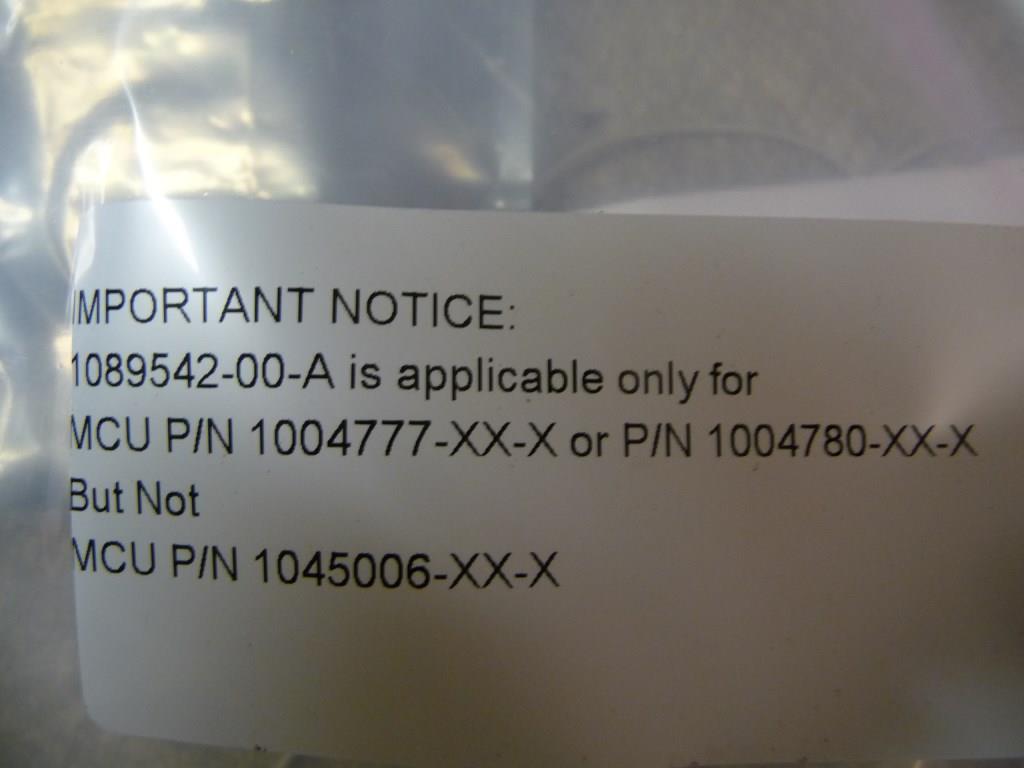 IMPORTANT NOTICE:
1089542-00-A is applicable only for
MCU P/N 1004777-XX-X or P/N 1004780-XX-X
But Not
MCU P/N 1045006-XX-X